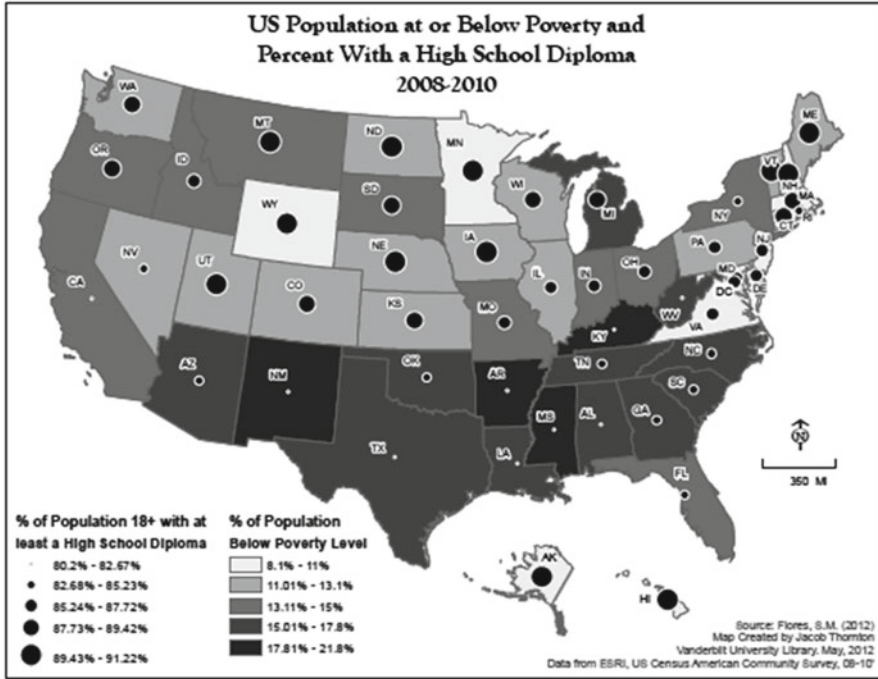 US Population at or Below Poverty and
Percent With a High School Diploma
2008-2010
WA
MT
ND
MN
ME
OR
ID
SD
WI
MI
VT
NH
MA
NY
RI
CT
WY
NV
UT
CO
NE
IA
IL
IN
OH
PA
NJ
MD
DE
DC
CA
KS
MO
KY
WV
VA
AZ
NM
OK
AR
TN
NC
SC
TX
LA
MS
AL
GA
FL
AK
HI
N
350 MI
% of Population 18+ with at
least a High School Diploma
80.2% - 82.67%
82.68% - 85.23%
85.24% - 87.72%
87.73% - 89.42%
89.43% - 91.22%
% of Population
Below Poverty Level
8.1% - 11%
11.01% - 13.1%
13.11% - 15%
15.01% - 17.8%
17.81% - 21.8%
Source: Flores, S.M. (2012)
Map Created by Jacob Thornton
Vanderbilt University Library. May, 2012
Data from ESRI, US Census American Community Survey, 08-10'